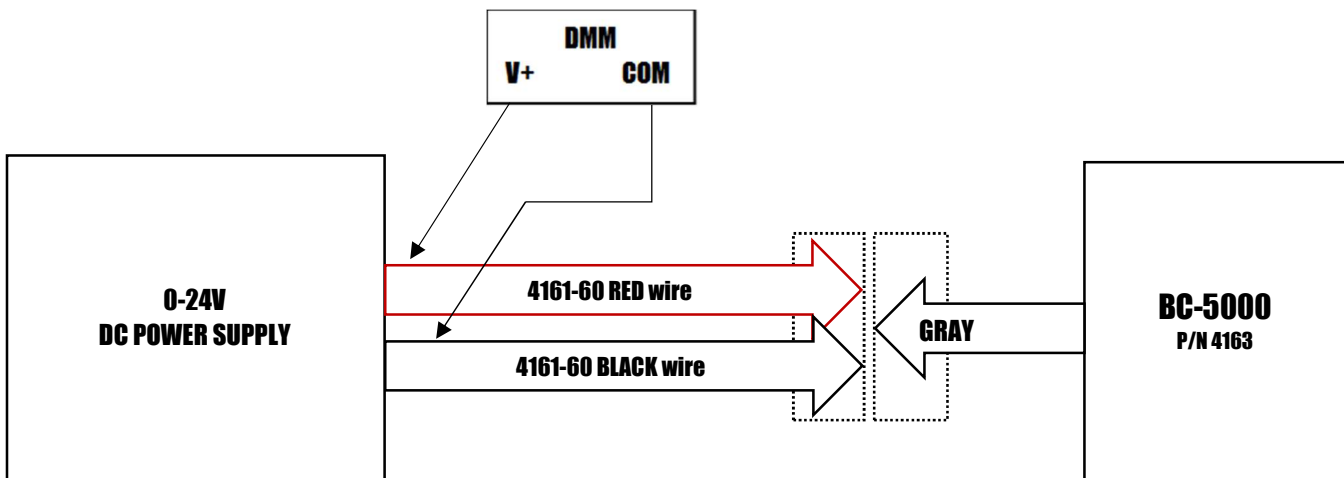 DMM
V+ COM
0-24V
DC POWER SUPPLY
4161-60 RED wire
4161-60 BLACK wire
GRAY
BC-5000
P/N 4163